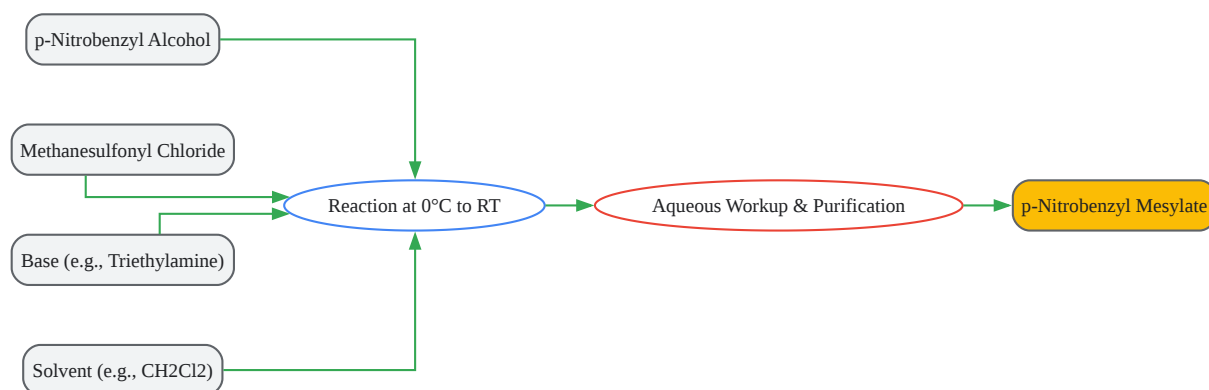 p-Nitrobenzyl Alcohol
Methanesulfonyl Chloride
Base (e.g., Triethylamine)
Solvent (e.g., CH2Cl2)
Reaction at 0°C to RT
Aqueous Workup & Purification
p-Nitrobenzyl Mesylate